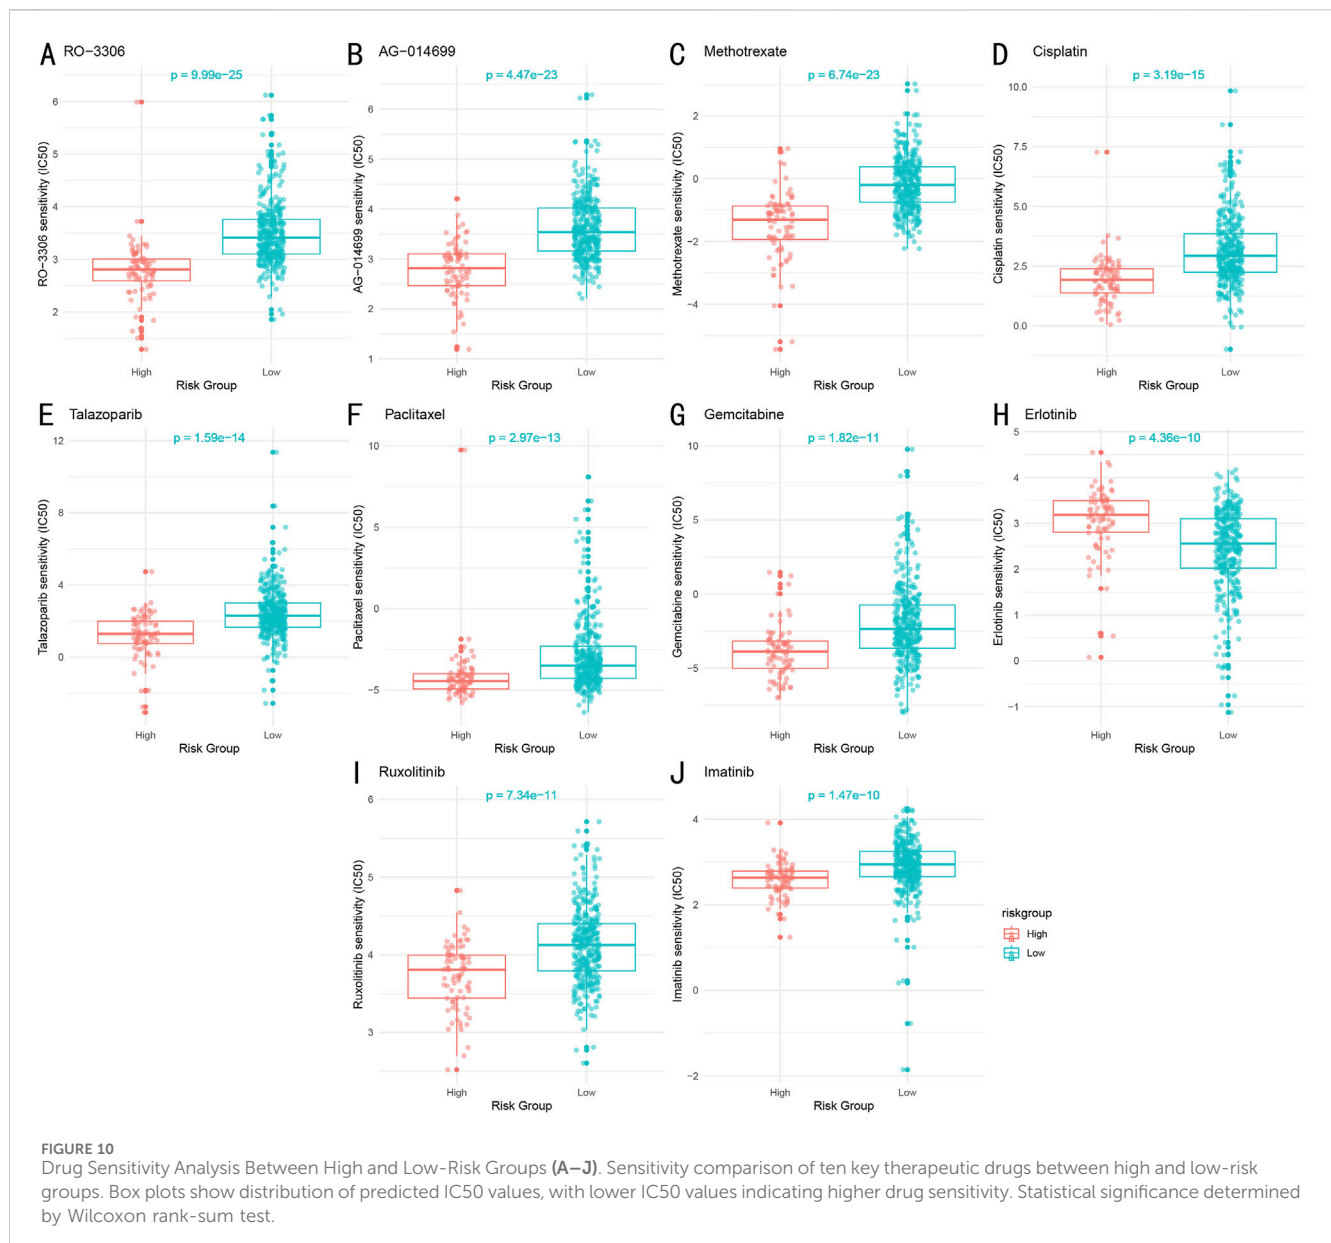 A RO−3306
p = 9.99e−25
RO−3306 sensitivity (IC50)
6
5
4
3
2
High Low
Risk Group
B AG−014699
p = 4.47e−23
AG−014699 sensitivity (IC50)
6
5
4
3
2
1
High Low
Risk Group
C Methotrexate
p = 6.74e−23
Methotrexate sensitivity (IC50)
2
0
−2
−4
High Low
Risk Group
D Cisplatin
p = 3.19e−15
Cisplatin sensitivity (IC50)
10.0
7.5
5.0
2.5
0.0
High Low
Risk Group
E Talazoparib
p = 1.59e−14
Talazoparib sensitivity (IC50)
12
8
4
0
High Low
Risk Group
F Paclitaxel
p = 2.97e−13
Paclitaxel sensitivity (IC50)
10
5
0
−5
High Low
Risk Group
G Gemcitabine
p = 1.82e−11
Gemcitabine sensitivity (IC50)
10
5
0
−5
High Low
Risk Group
H Erlotinib
p = 4.36e−10
Erlotinib sensitivity (IC50)
5
4
3
2
1
0
−1
High Low
Risk Group
I Ruxolitinib
p = 7.34e−11
Ruxolitinib sensitivity (IC50)
6
5
4
3
High Low
Risk Group
J Imatinib
p = 1.47e−10
Imatinib sensitivity (IC50)
4
2
0
−2
High Low
Risk Group
riskgroup
High
Low
FIGURE 10
Drug Sensitivity Analysis Between High and Low-Risk Groups (A–J). Sensitivity comparison of ten key therapeutic drugs between high and low-risk
groups. Box plots show distribution of predicted IC50 values, with lower IC50 values indicating higher drug sensitivity. Statistical significance determined
by Wilcoxon rank-sum test.